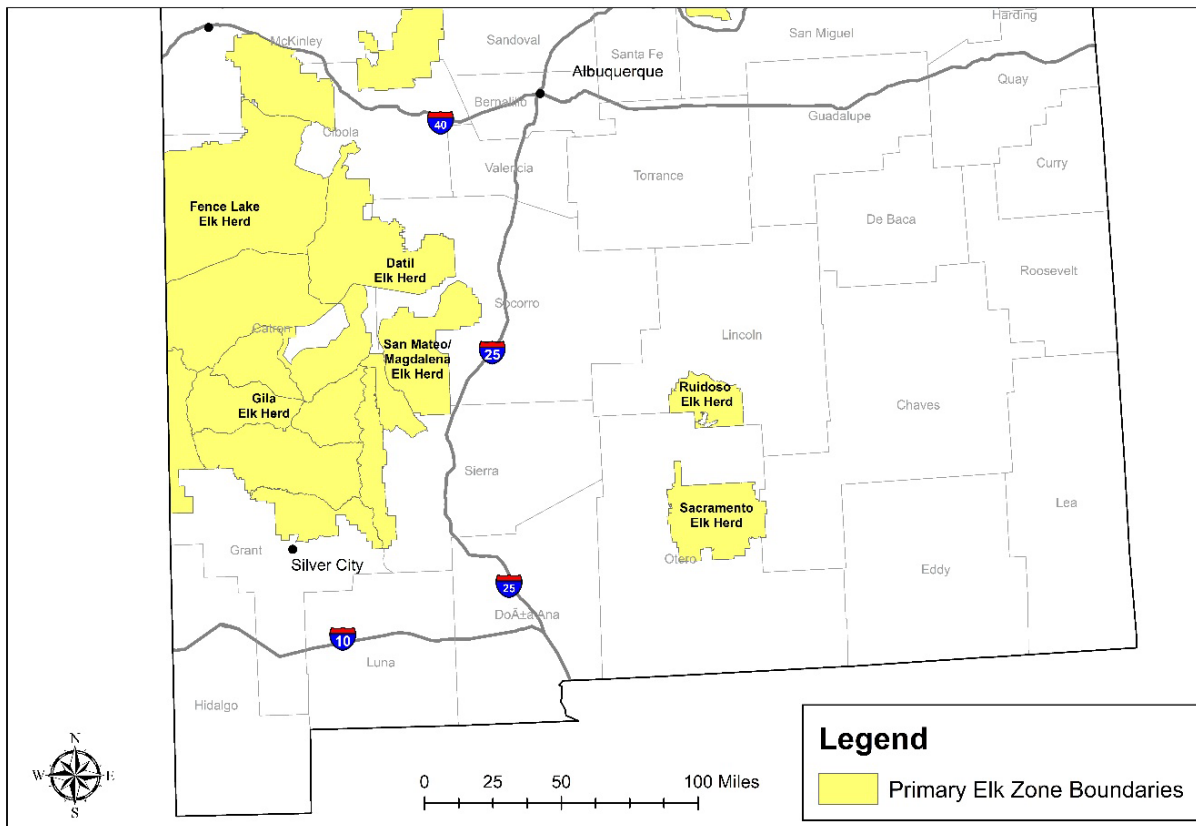 Harding
McKinley
Sandoval
Santa Fe
San Miguel
Albuquerque
Quay
Bernalillo
40
Guadalupe
Cibola
Valencia
Torrance
Curry
Fence Lake
Elk Herd
De Baca
Datil
Elk Herd
Roosevelt
Socorro
Catron
Lincoln
San Mateo/
Magdalena
Elk Herd
25
Ruidoso
Elk Herd
Gila
Elk Herd
Chaves
Sierra
Sacramento
Elk Herd
Lea
Grant
Silver City
Otero
Eddy
25
DoÃ±a Ana
10
Luna
Hidalgo
N
W E
S
0 25 50 100 Miles
Legend
Primary Elk Zone Boundaries